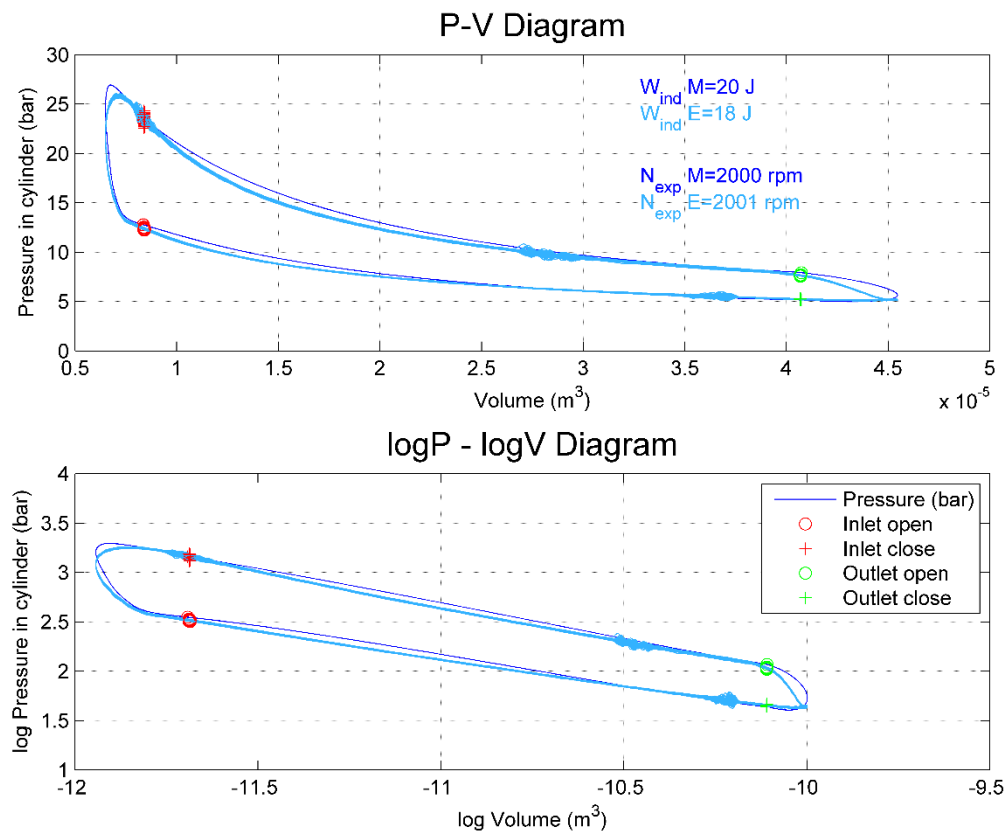 P-V Diagram
30
25
20
15
10
5
0
Pressure in cylinder (bar)
W_ind M=20 J
W_ind E=18 J
N_exp M=2000 rpm
N_exp E=2001 rpm
0.5 1 1.5 2 2.5 3 3.5 4 4.5 5
Volume (m³)
x 10⁻⁵
logP - logV Diagram
4
3.5
3
2.5
2
1.5
1
log Pressure in cylinder (bar)
Pressure (bar)
Inlet open
Inlet close
Outlet open
Outlet close
-12 -11.5 -11 -10.5 -10 -9.5
log Volume (m³)